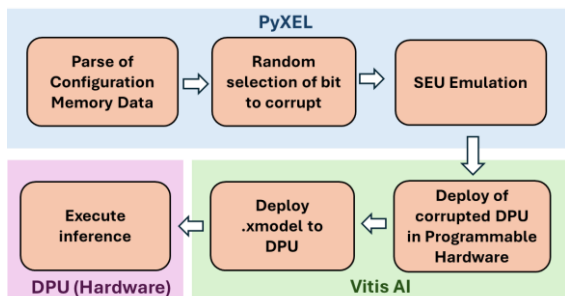 PyXEL
Parse of
Configuration
Memory Data
Random
selection of bit
to corrupt
SEU Emulation
Execute
inference
Deploy
.xmodel to
DPU
Deploy of
corrupted DPU
in Programmable
Hardware
DPU (Hardware)
Vitis AI